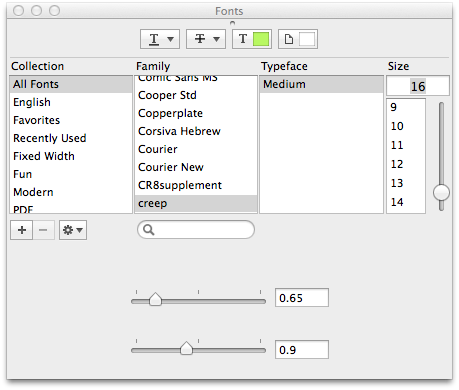 Fonts
T T T
Collection Family Typeface Size
All Fonts
English
Favorites
Recently Used
Fixed Width
Fun
Modern
PDF
Comic Sans MS
Cooper Std
Copperplate
Corsiva Hebrew
Courier
Courier New
CR8supplement
creep
Medium
16
9
10
11
12
13
14
0.65
0.9